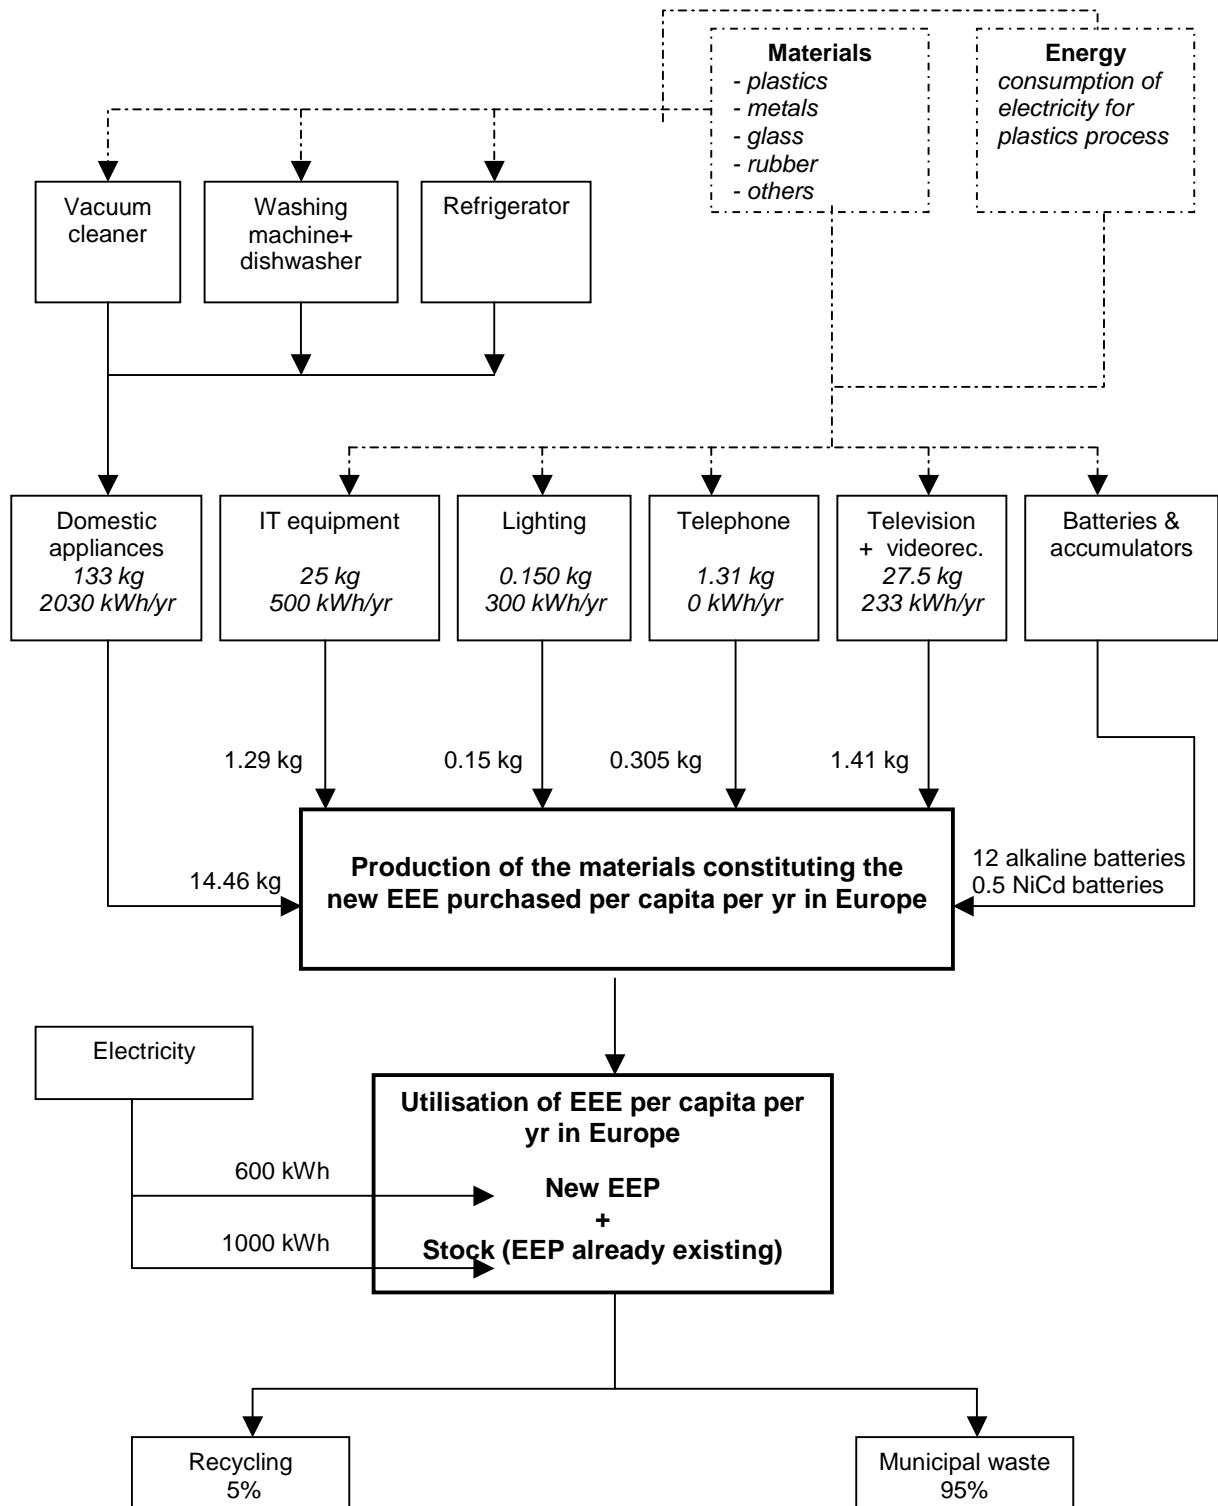 Materials
- plastics
- metals
- glass
- rubber
- others
Energy
consumption of
electricity for
plastics process
Vacuum
cleaner
Washing
machine+
dishwasher
Refrigerator
Domestic
appliances
133 kg
2030 kWh/yr
IT equipment
25 kg
500 kWh/yr
Lighting
0.150 kg
300 kWh/yr
Telephone
1.31 kg
0 kWh/yr
Television
+ videorec.
27.5 kg
233 kWh/yr
Batteries &
accumulators
1.29 kg
0.15 kg
0.305 kg
1.41 kg
14.46 kg
Production of the materials constituting the
new EEE purchased per capita per yr in Europe
12 alkaline batteries
0.5 NiCd batteries
Electricity
600 kWh
1000 kWh
Utilisation of EEE per capita per
yr in Europe
New EEP
+
Stock (EEP already existing)
Recycling
5%
Municipal waste
95%